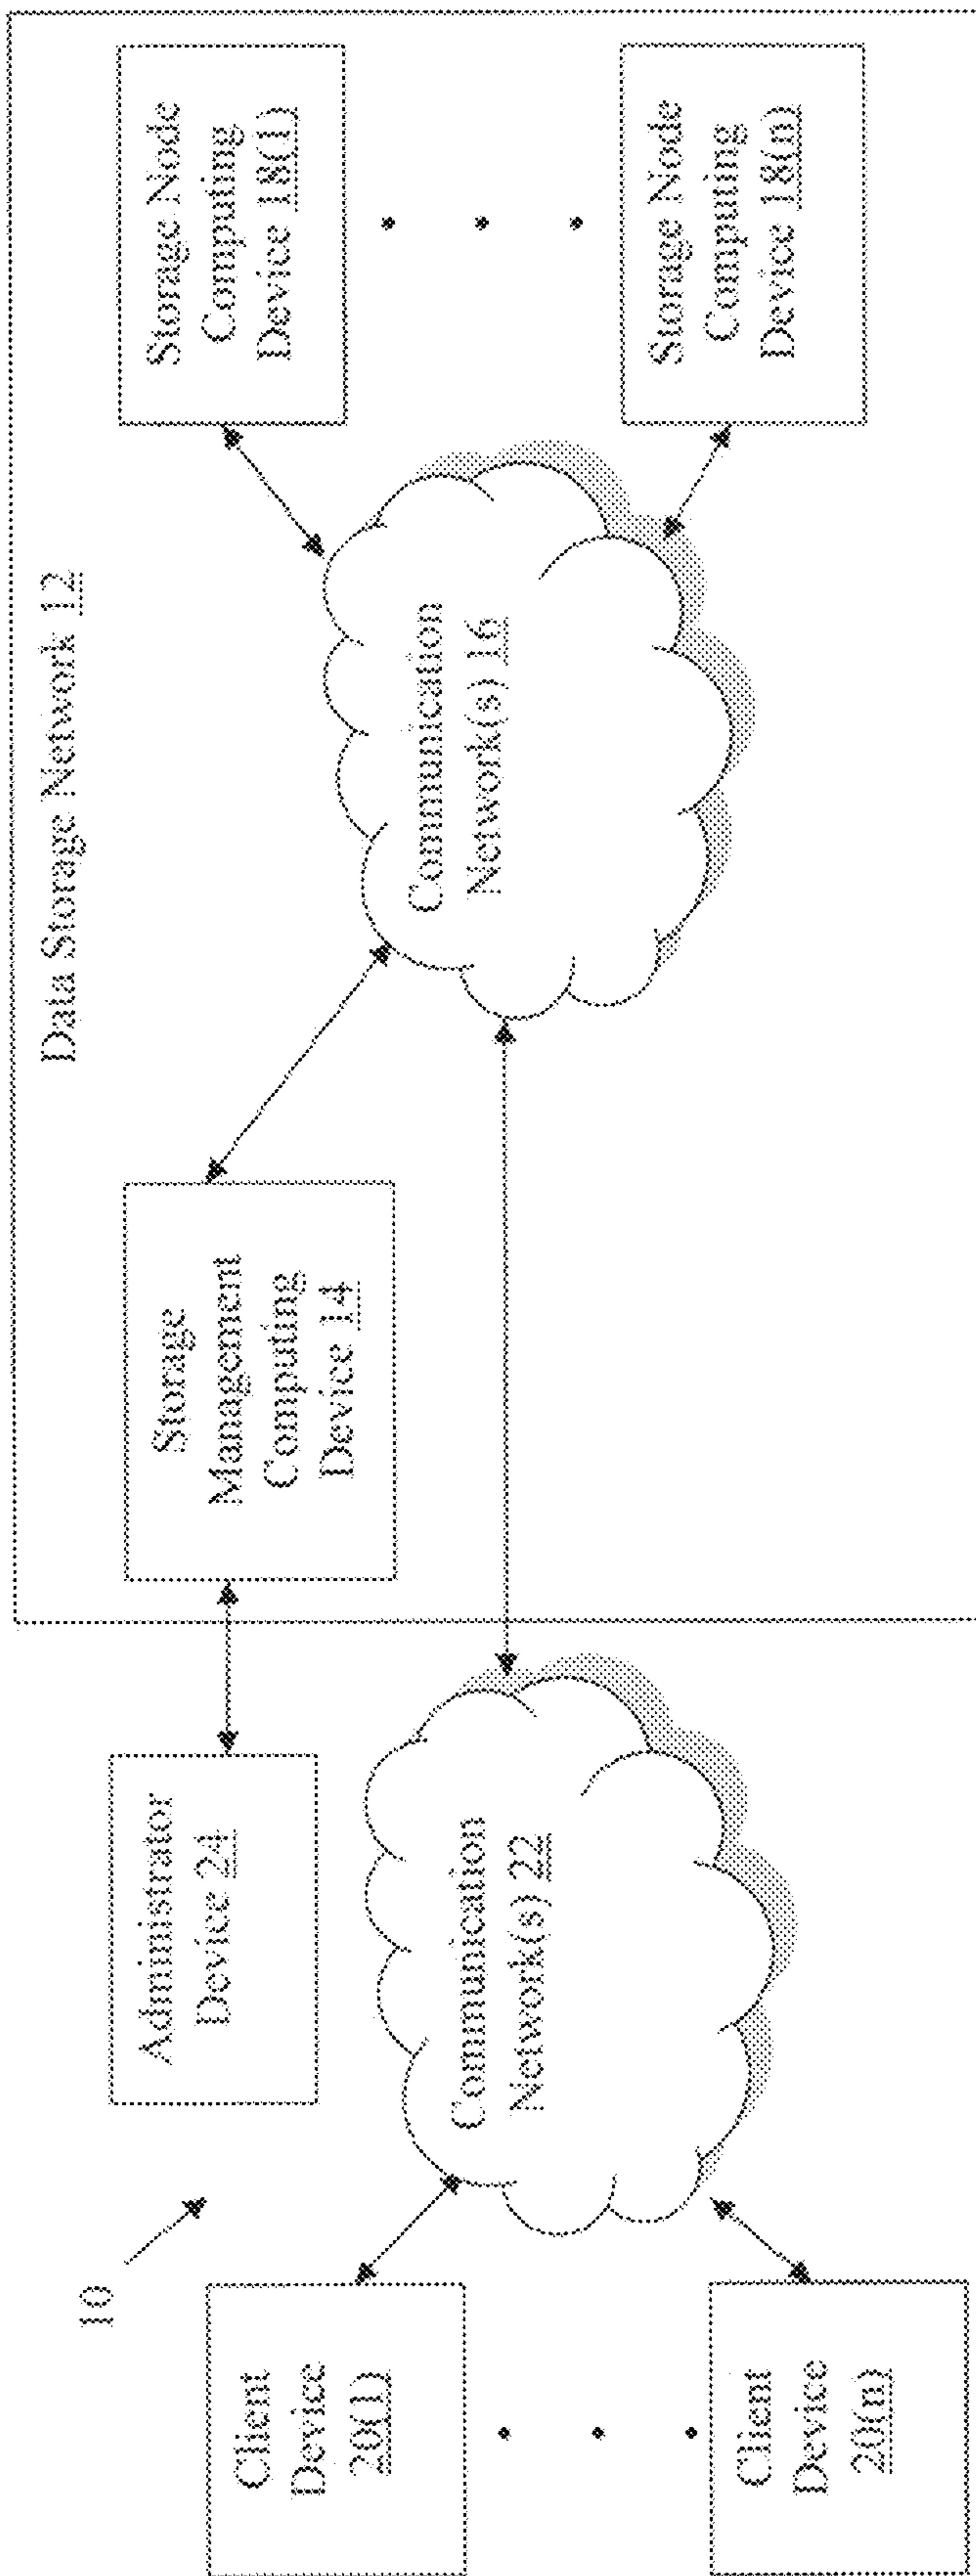 10
Client
Device
20(1)
Client
Device
20(n)
Administrator
Device 24
Communication
Network(s) 22
Data Storage Network 12
Storage
Management
Computing
Device 14
Communication
Network(s) 16
Storage Node
Computing
Device 18(1)
Storage Node
Computing
Device 18(n)